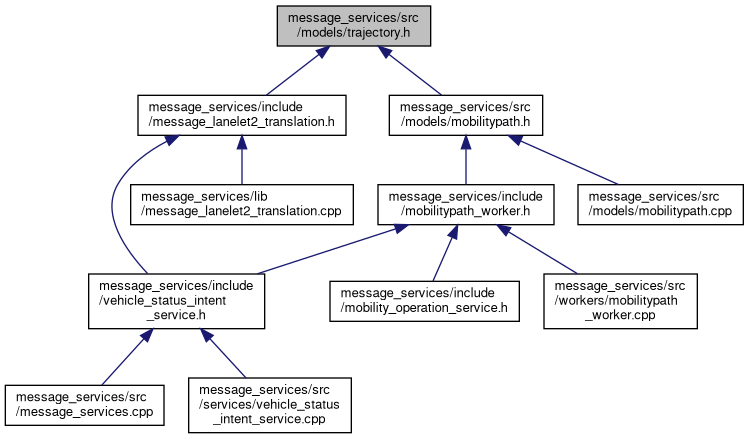 message_services/src
/models/trajectory.h
message_services/include
/message_lanelet2_translation.h
message_services/src
/models/mobilitypath.h
message_services/lib
/message_lanelet2_translation.cpp
message_services/include
/mobilitypath_worker.h
message_services/src
/models/mobilitypath.cpp
message_services/include
/vehicle_status_intent
_service.h
message_services/include
/mobility_operation_service.h
message_services/src
/workers/mobilitypath
_worker.cpp
message_services/src
/message_services.cpp
message_services/src
/services/vehicle_status
_intent_service.cpp